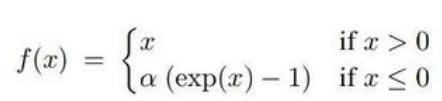 f(x) = { x if x > 0
α (exp(x) − 1) if x ≤ 0